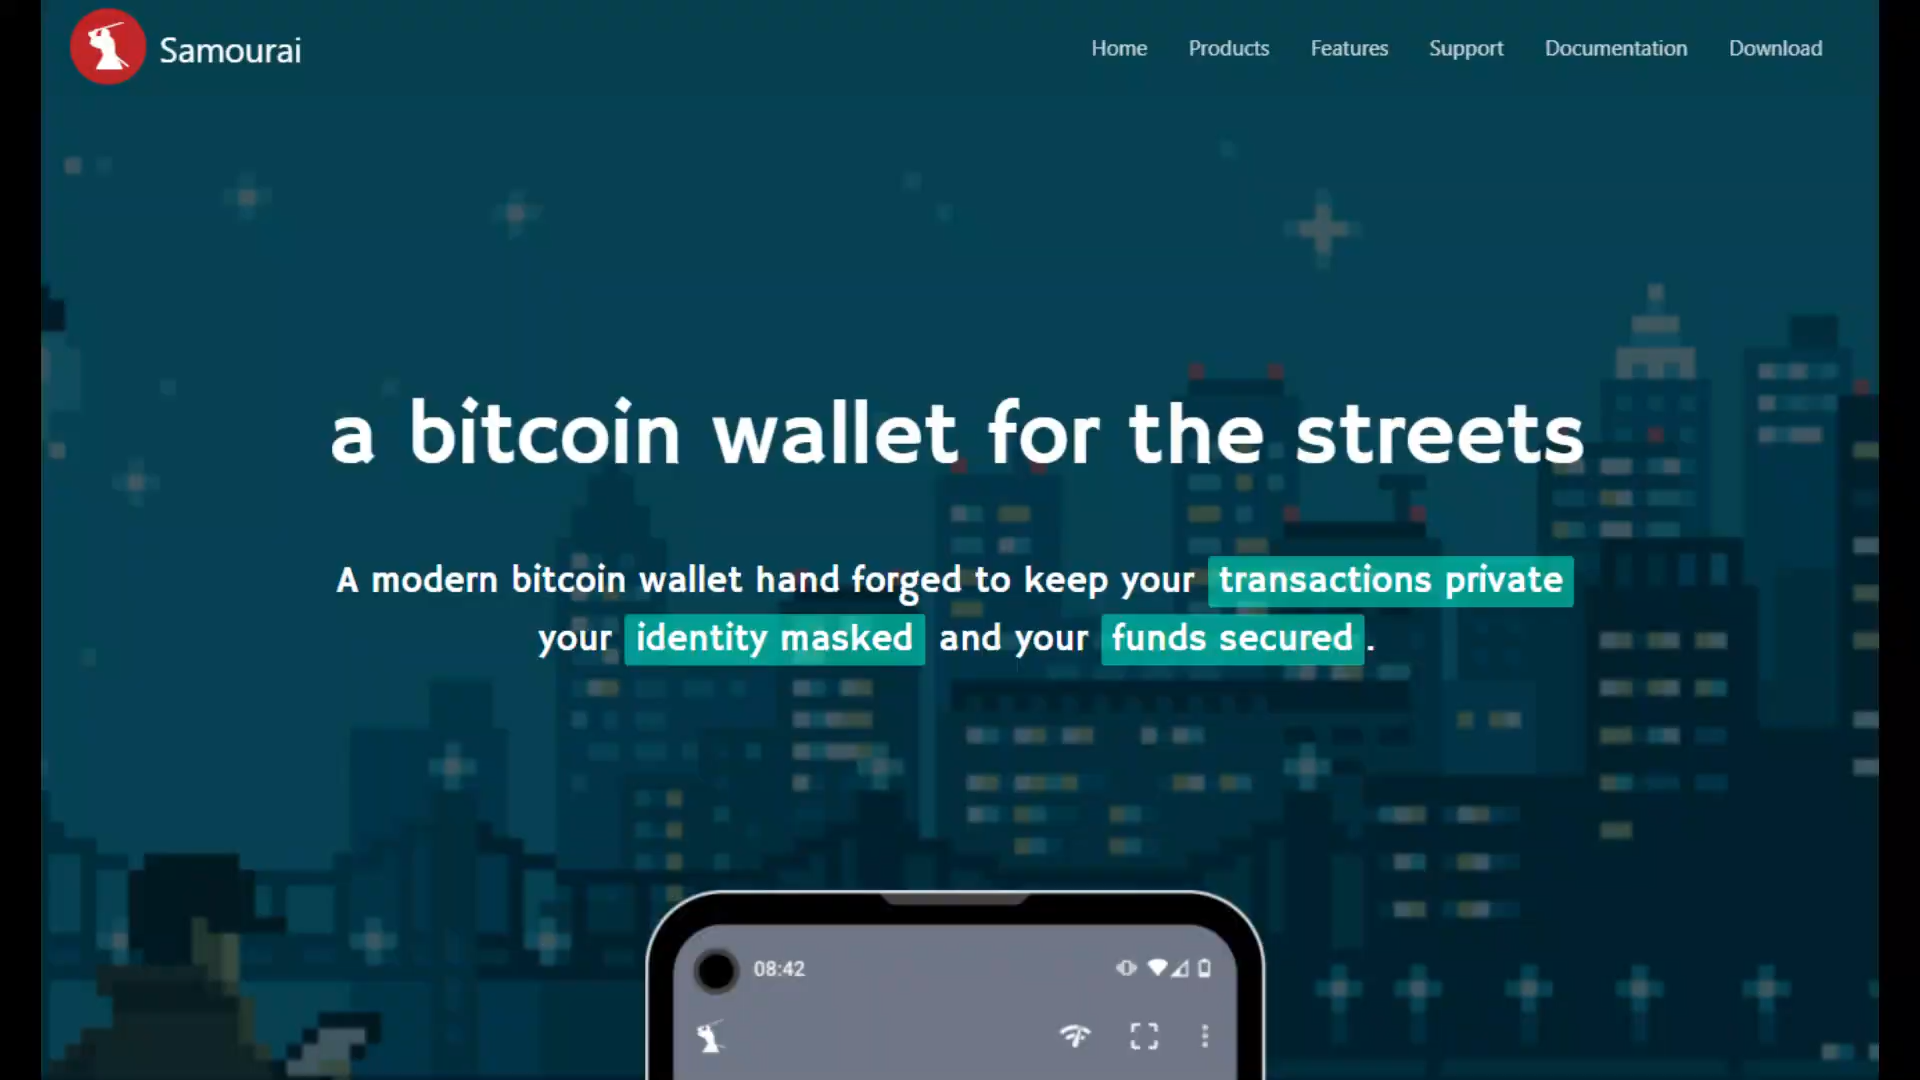 Samourai
Home Products Features Support Documentation Download
a bitcoin wallet for the streets
A modern bitcoin wallet hand forged to keep your transactions private
your identity masked and your funds secured.
08:42